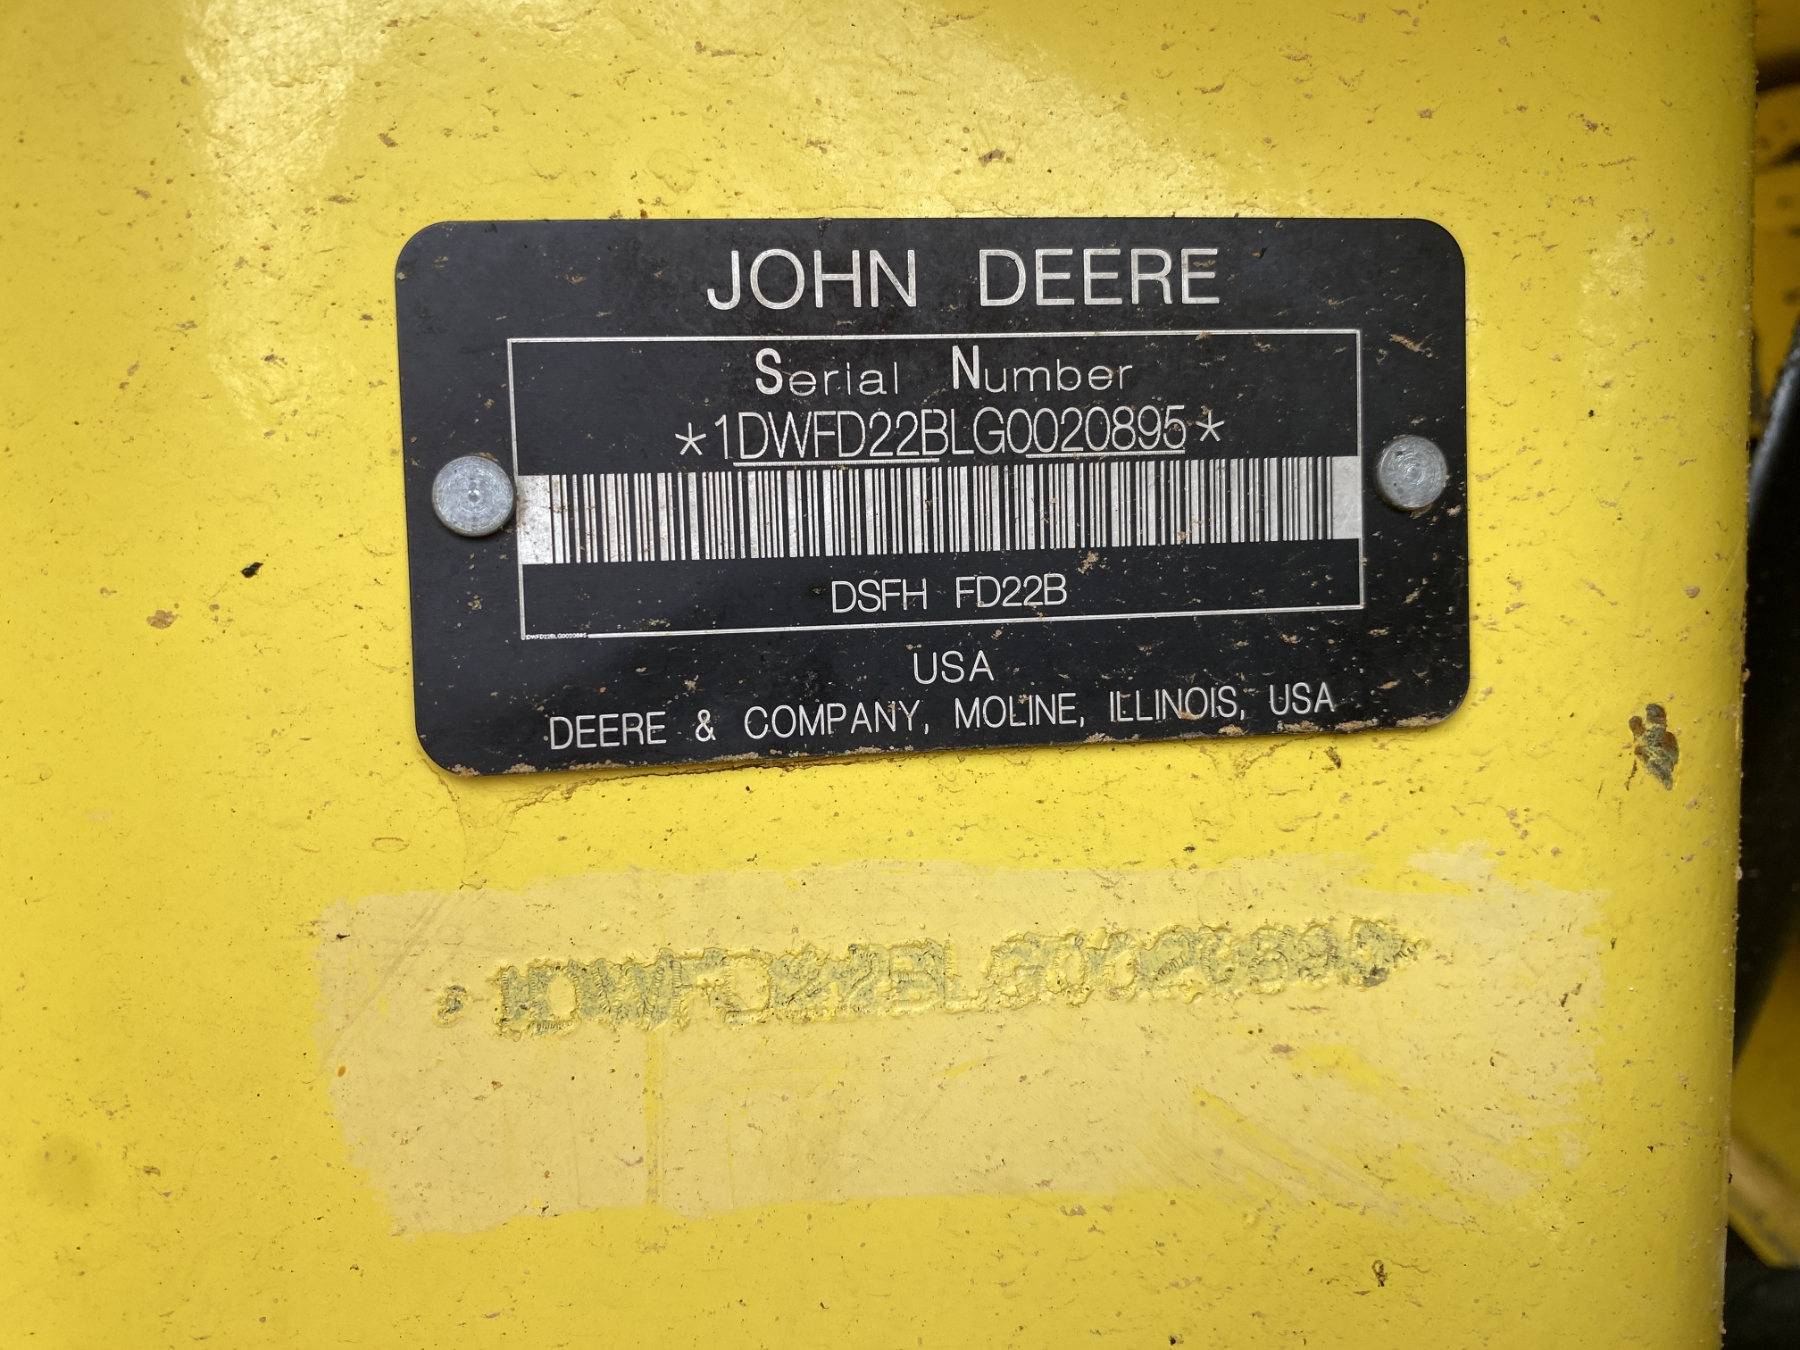 JOHN DEERE
Serial Number
*1DWFD22BLG0020895*
DSFH FD22B
USA
DEERE & COMPANY, MOLINE, ILLINOIS, USA